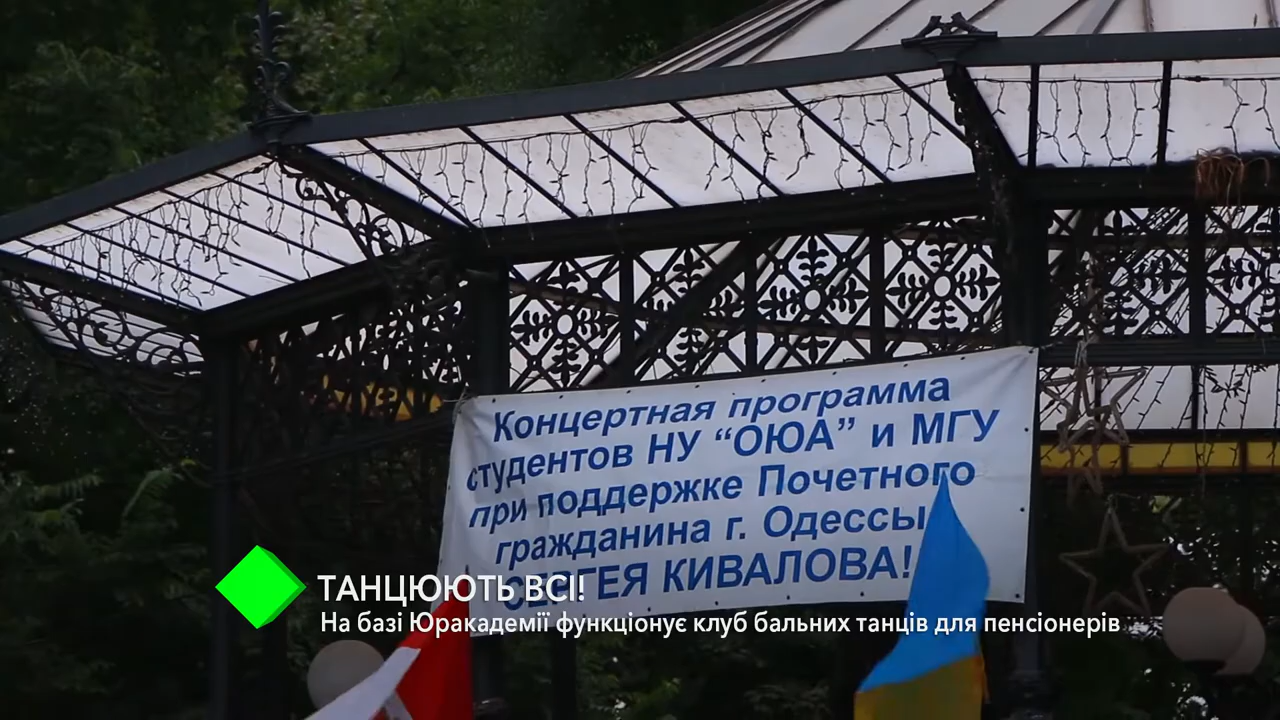 Концертная программа
студентов НУ “ОЮА” и МГУ
при поддержке Почетного
гражданина г. Одессы
СЕРГЕЯ КИВАЛОВА!
ТАНЦЮЮТЬ ВСІ!
На базі Юракадемії функціонує клуб бальних танців для пенсіонерів